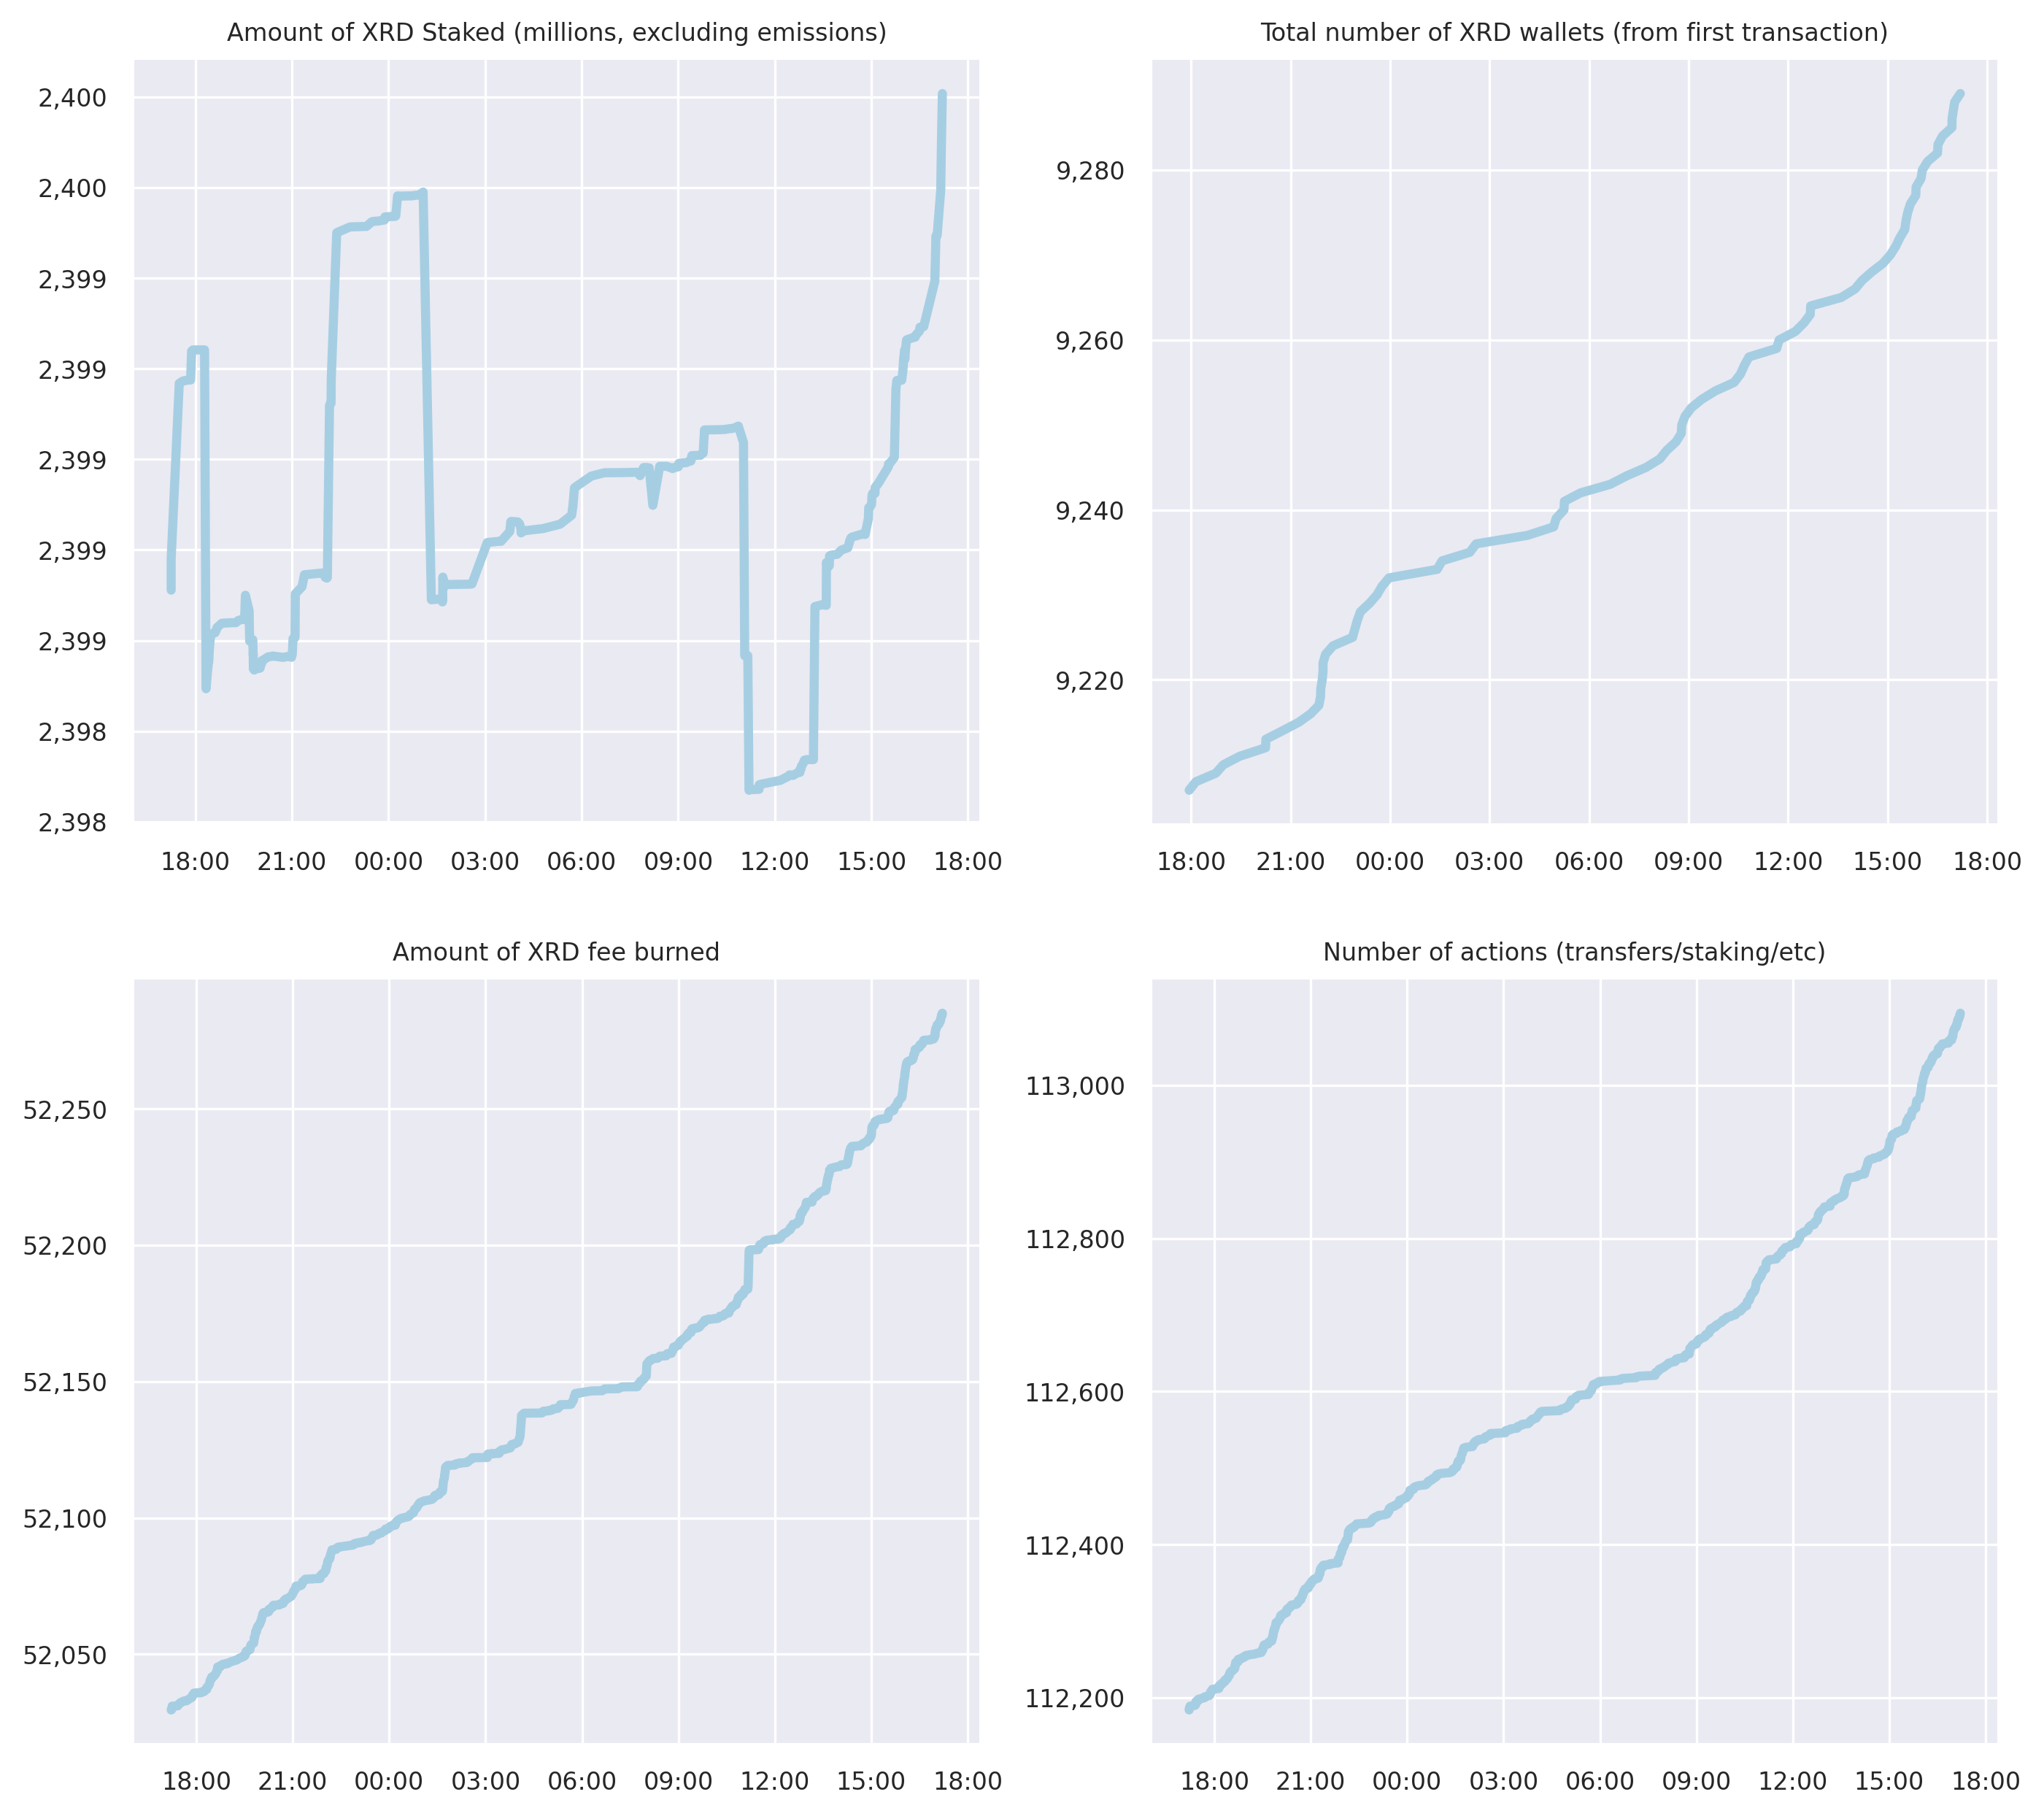 Amount of XRD Staked (millions, excluding emissions)
2,400
2,400
2,399
2,399
2,399
2,399
2,399
2,398
2,398
18:00 21:00 00:00 03:00 06:00 09:00 12:00 15:00 18:00
Total number of XRD wallets (from first transaction)
9,280
9,260
9,240
9,220
18:00 21:00 00:00 03:00 06:00 09:00 12:00 15:00 18:00
Amount of XRD fee burned
52,250
52,200
52,150
52,100
52,050
18:00 21:00 00:00 03:00 06:00 09:00 12:00 15:00 18:00
Number of actions (transfers/staking/etc)
113,000
112,800
112,600
112,400
112,200
18:00 21:00 00:00 03:00 06:00 09:00 12:00 15:00 18:00